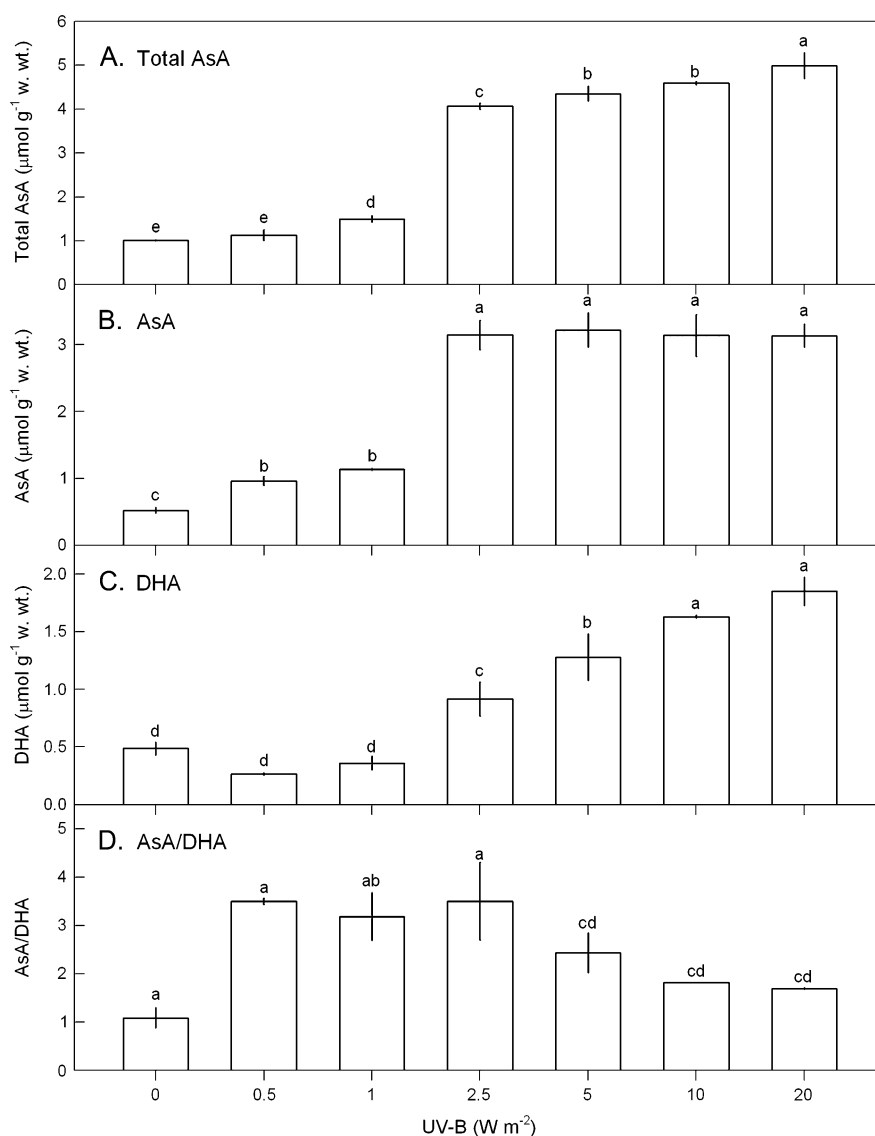 A. Total AsA
Total AsA (μmol g⁻¹ w. wt.)
6
5
4
3
2
1
0
e
e
d
c
b
b
a
B. AsA
AsA (μmol g⁻¹ w. wt.)
3
2
1
0
c
b
b
a
a
a
a
C. DHA
DHA (μmol g⁻¹ w. wt.)
2.0
1.5
1.0
0.5
0.0
d
d
d
c
b
a
a
D. AsA/DHA
AsA/DHA
5
4
3
2
1
0
a
a
ab
a
cd
cd
cd
0 0.5 1 2.5 5 10 20
UV-B (W m⁻²)